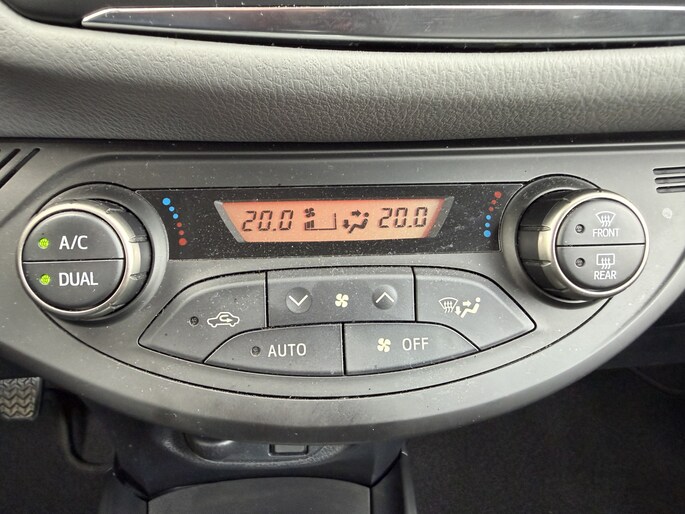 20.0 20.0
A/C
DUAL
FRONT
REAR
AUTO
OFF